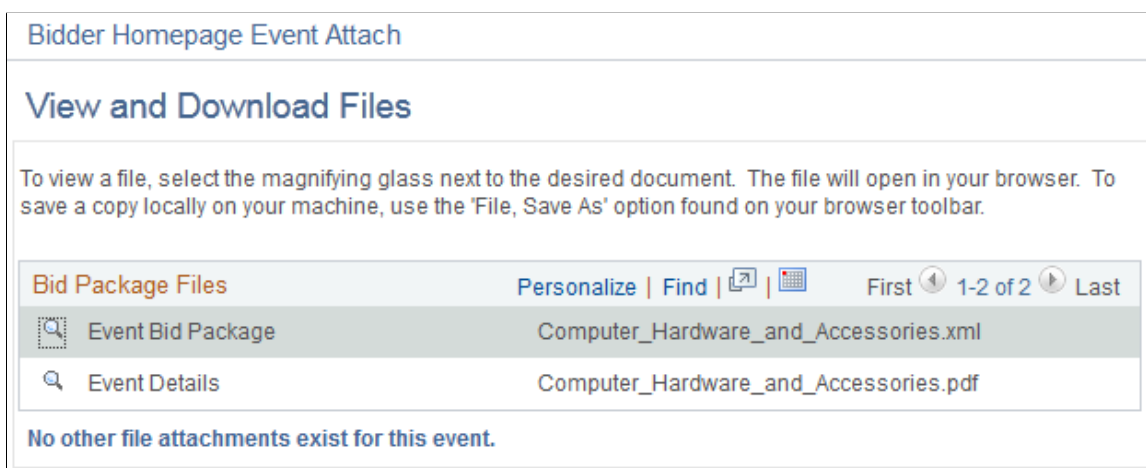 Bidder Homepage Event Attach
View and Download Files
To view a file, select the magnifying glass next to the desired document. The file will open in your browser. To
save a copy locally on your machine, use the 'File, Save As' option found on your browser toolbar.
Bid Package Files Personalize | Find | | First 1-2 of 2 Last
Event Bid Package Computer_Hardware_and_Accessories.xml
Event Details Computer_Hardware_and_Accessories.pdf
No other file attachments exist for this event.